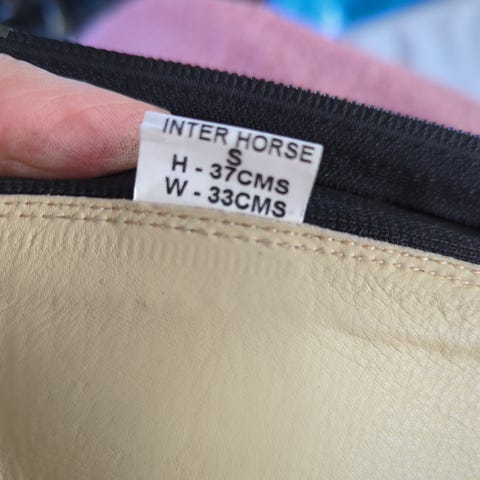 INTER HORSE
S
H - 37CMS
W - 33CMS